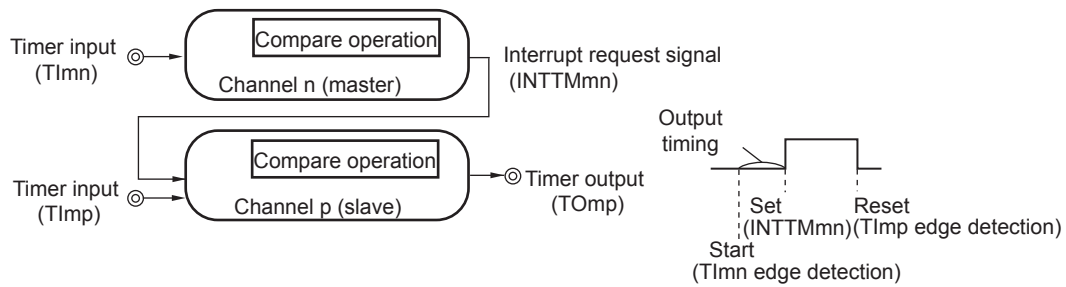 Timer input
(TImn)
Compare operation
Channel n (master)
Interrupt request signal
(INTTMmn)
Timer input
(TImp)
Compare operation
Channel p (slave)
Timer output
(TOmp)
Output
timing
Set
(INTTMmn)
Reset
(TImp edge detection)
Start
(TImn edge detection)